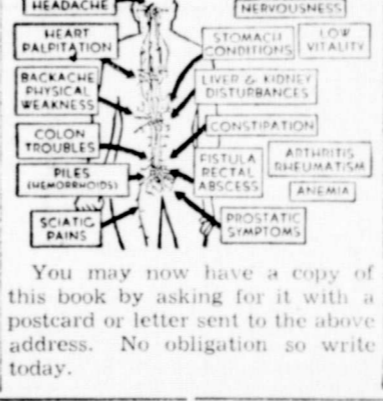 HEADACHE
NERVOUSNESS
HEART
PALPITATION
STOMACH
CONDITIONS
LOW
VITALITY
BACKACHE
PHYSICAL
WEAKNESS
LIVER & KIDNEY
DISTURBANCES
CONSTIPATION
COLON
TROUBLES
FISTULA
RECTAL
ABSCESS
ARTHRITIS
RHEUMATISM
PILES
(HEMORRHOIDS)
ANEMIA
SCIATIC
PAINS
PROSTATIC
SYMPTOMS
You may now have a copy of
this book by asking for it with a
postcard or letter sent to the above
address. No obligation so write
today.